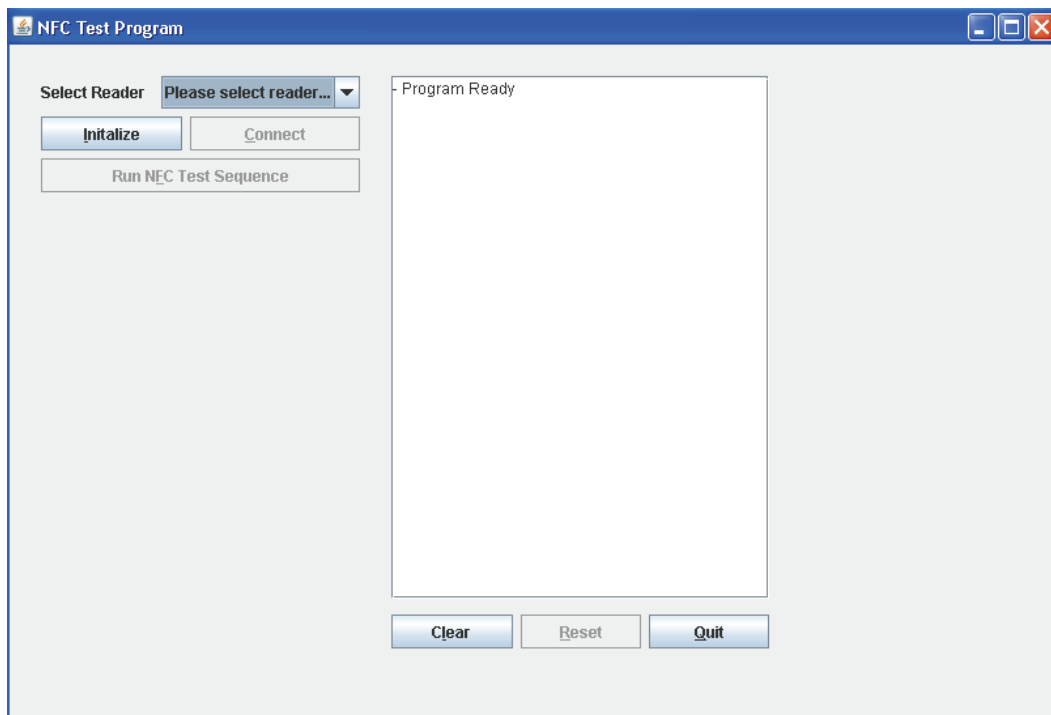 NFC Test Program
Select Reader Please select reader...
Initalize Connect
Run NFC Test Sequence
- Program Ready
Clear Reset Quit